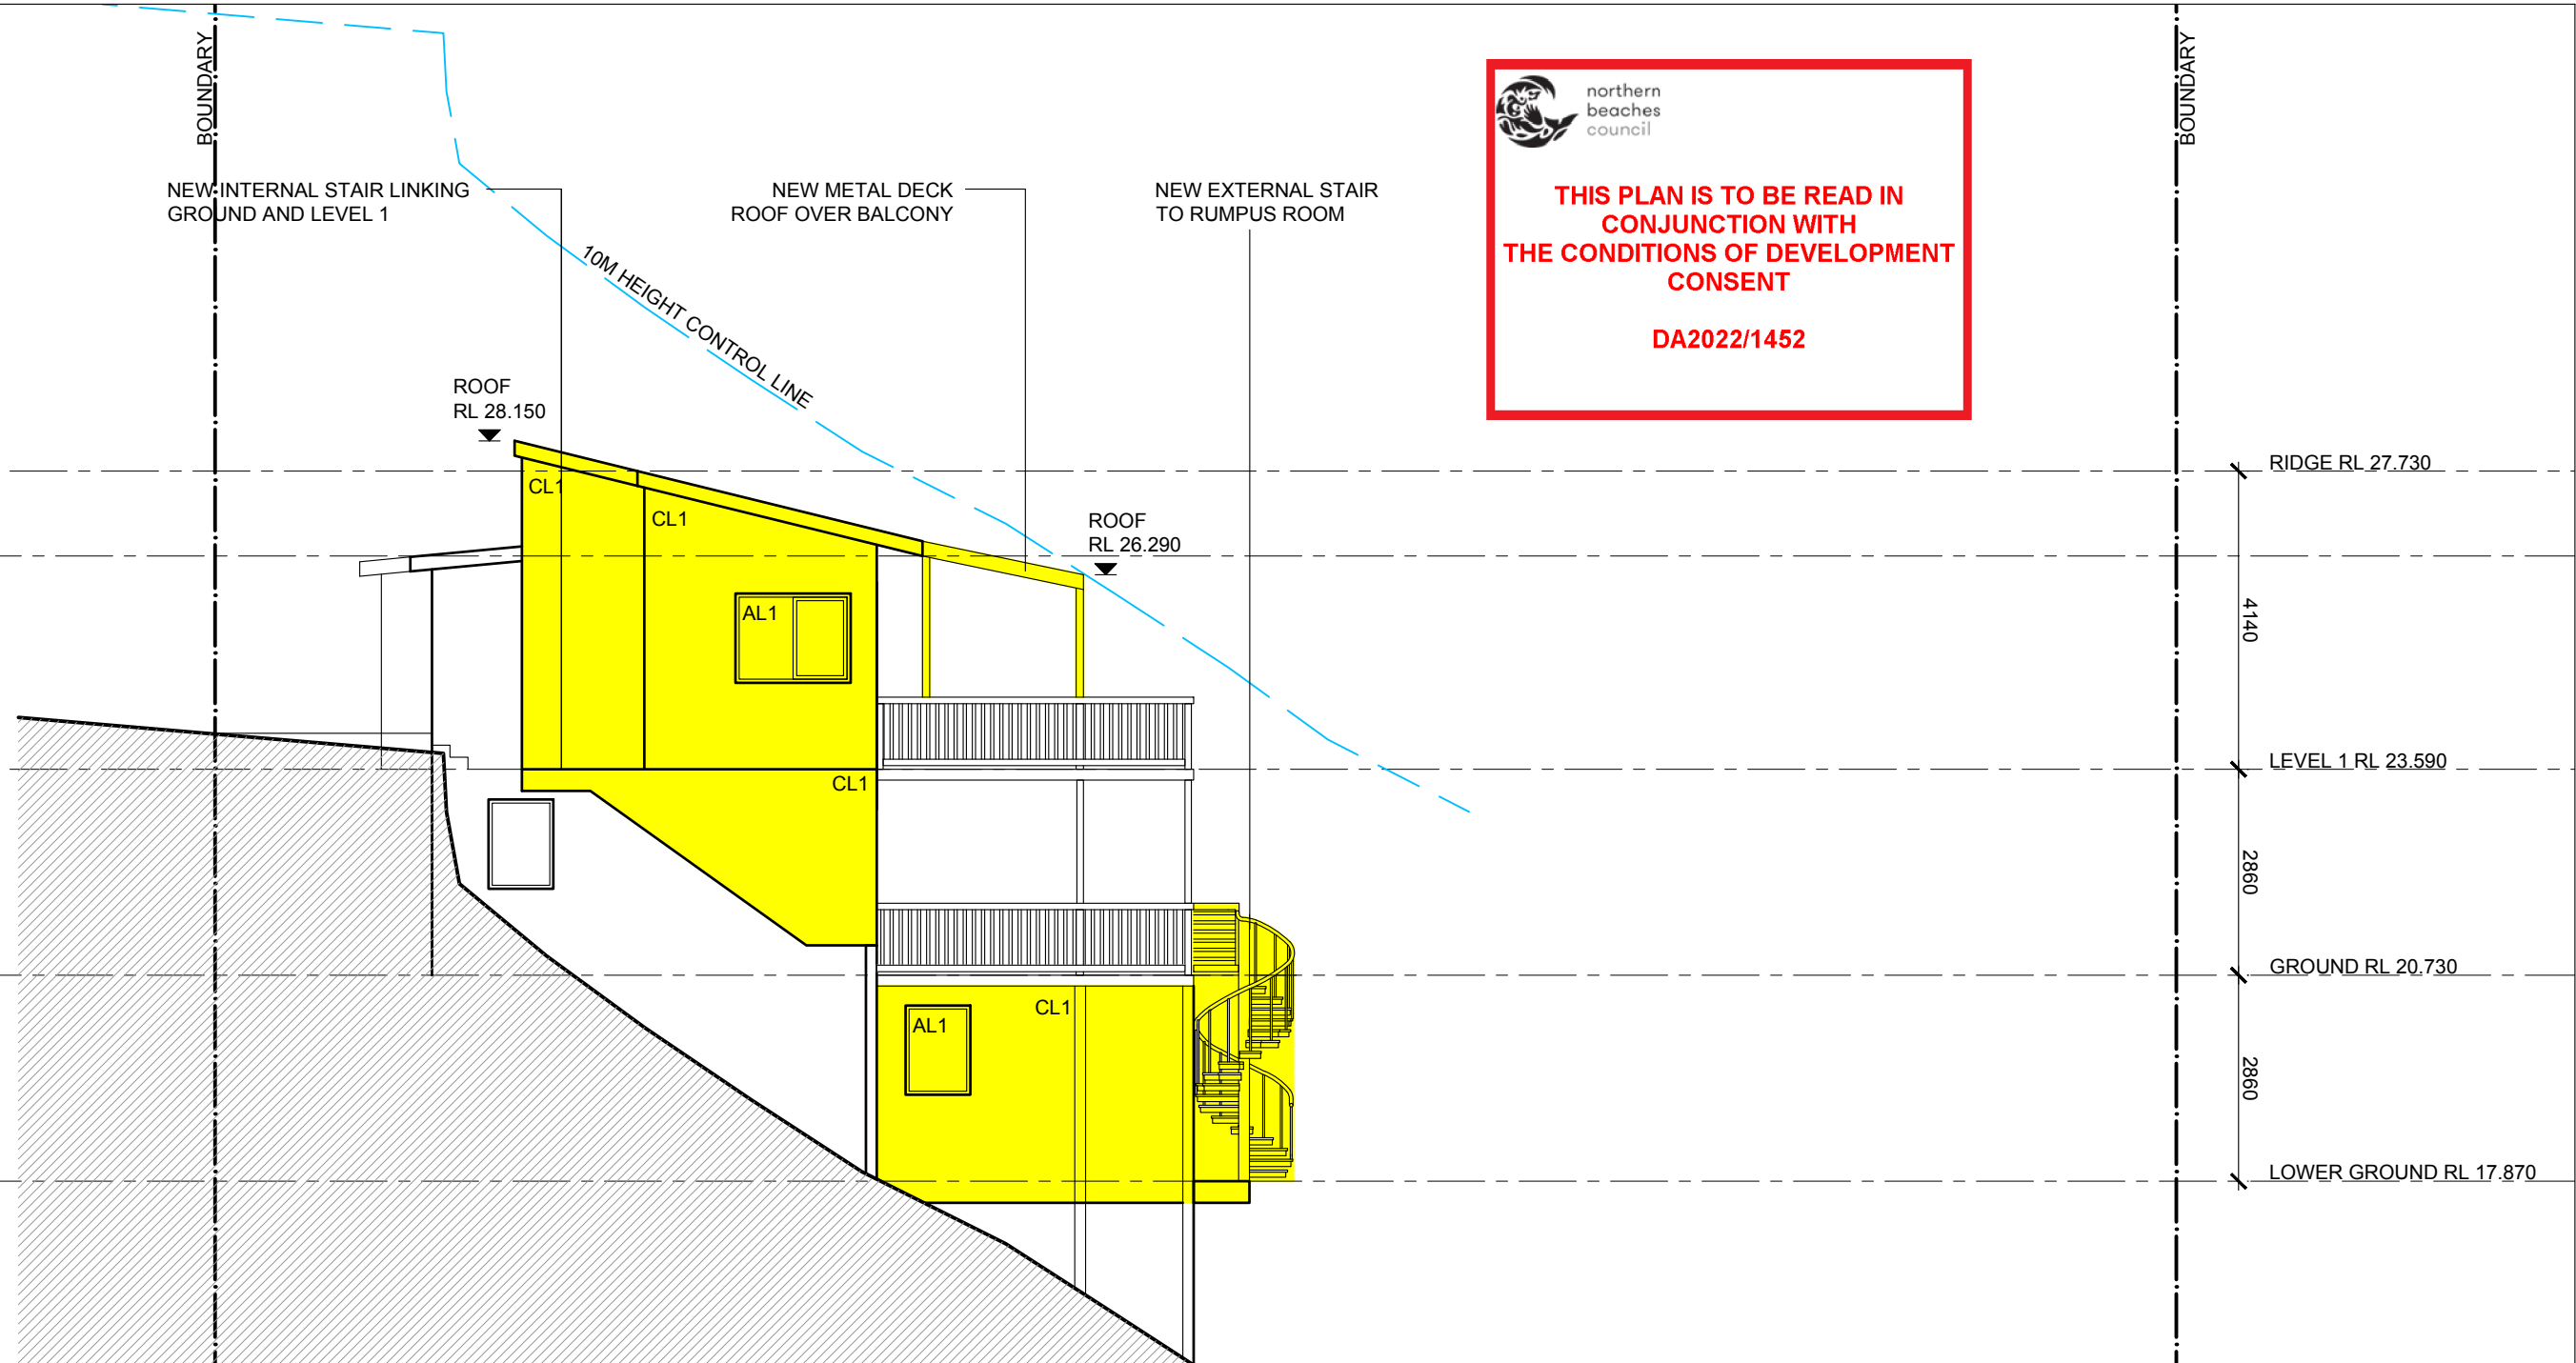 BOUNDARY
BOUNDARY
northern
beaches
council
THIS PLAN IS TO BE READ IN
CONJUNCTION WITH
THE CONDITIONS OF DEVELOPMENT
CONSENT
DA2022/1452
NEW INTERNAL STAIR LINKING
GROUND AND LEVEL 1
NEW METAL DECK
ROOF OVER BALCONY
NEW EXTERNAL STAIR
TO RUMPUS ROOM
10M HEIGHT CONTROL LINE
ROOF
RL 28.150
RIDGE RL 27.730
CL1
CL1
ROOF
RL 26.290
AL1
4140
LEVEL 1 RL 23.590
CL1
2860
GROUND RL 20.730
CL1
AL1
2860
LOWER GROUND RL 17.870